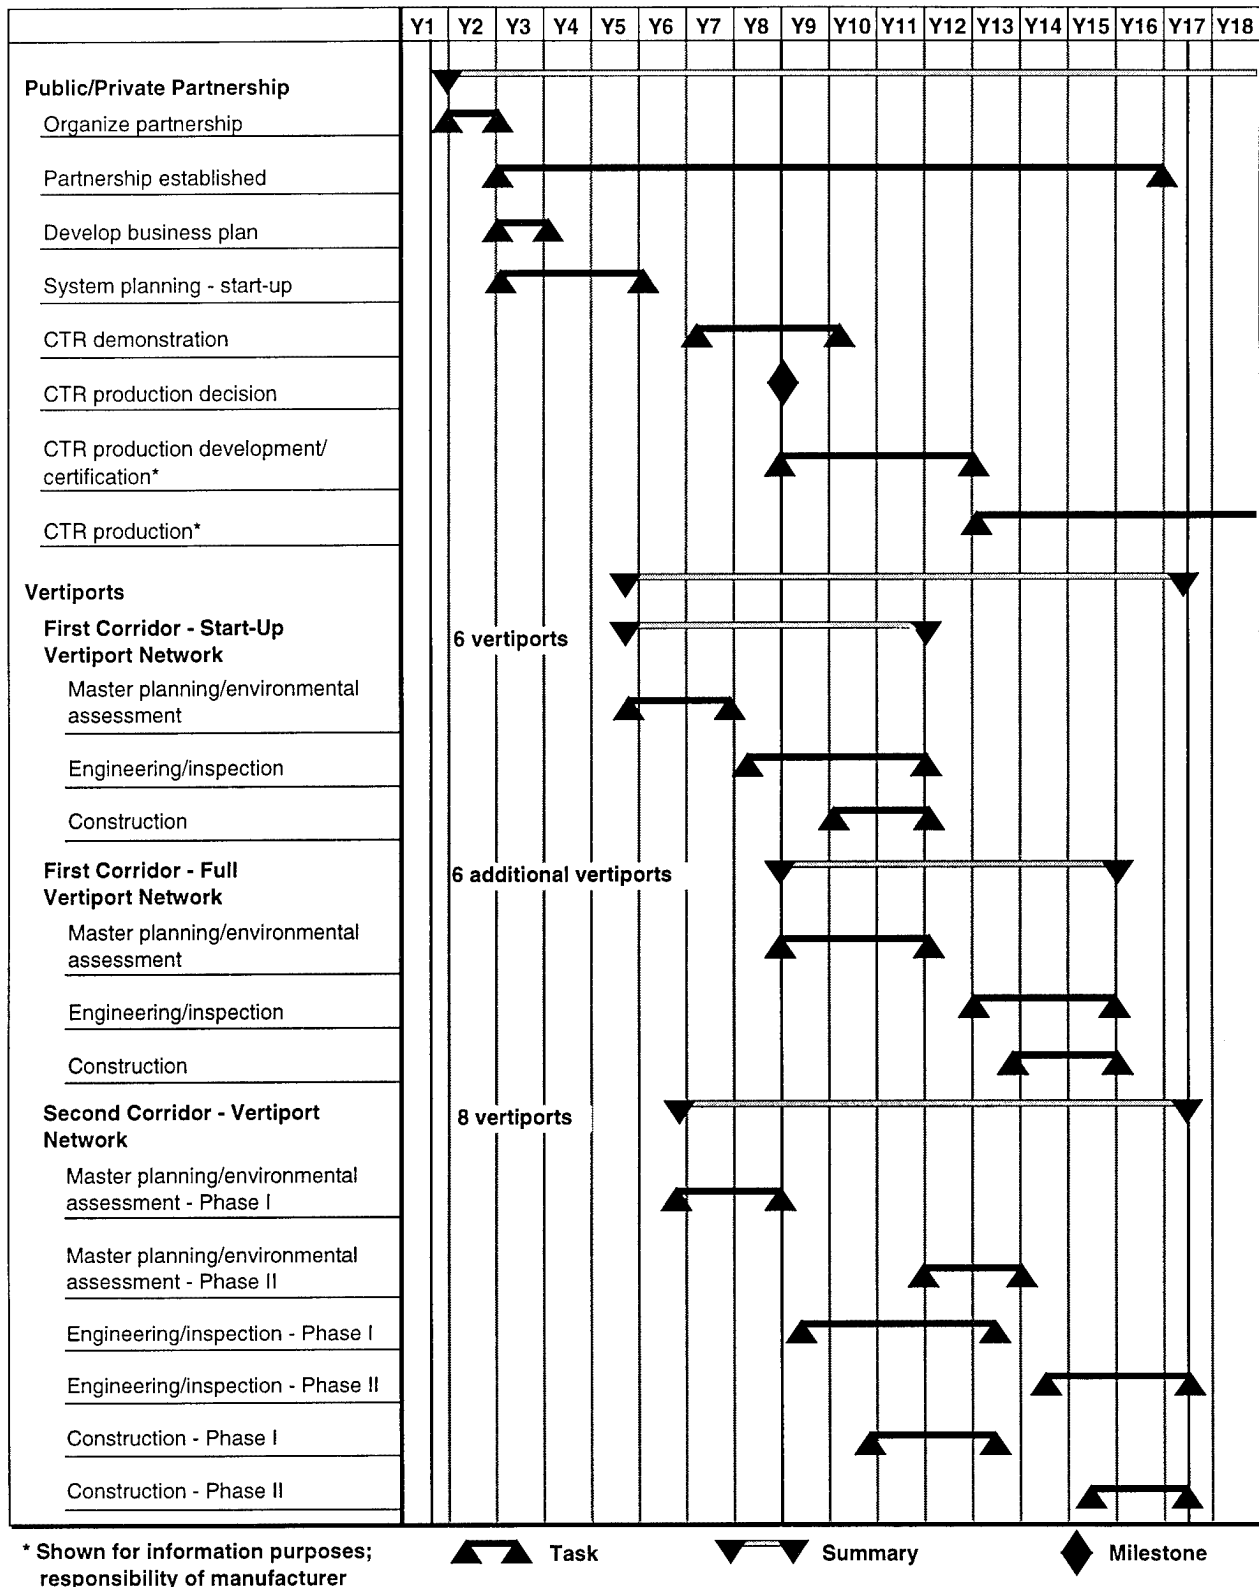 Y1 Y2 Y3 Y4 Y5 Y6 Y7 Y8 Y9 Y10 Y11 Y12 Y13 Y14 Y15 Y16 Y17 Y18
Public/Private Partnership
Organize partnership
Partnership established
Develop business plan
System planning - start-up
CTR demonstration
CTR production decision
CTR production development/
certification*
CTR production*
Vertiports
First Corridor - Start-Up
Vertiport Network
6 vertiports
Master planning/environmental
assessment
Engineering/inspection
Construction
First Corridor - Full
Vertiport Network
6 additional vertiports
Master planning/environmental
assessment
Engineering/inspection
Construction
Second Corridor - Vertiport
Network
8 vertiports
Master planning/environmental
assessment - Phase I
Master planning/environmental
assessment - Phase II
Engineering/inspection - Phase I
Engineering/inspection - Phase II
Construction - Phase I
Construction - Phase II
* Shown for information purposes;
responsibility of manufacturer
Task
Summary
Milestone